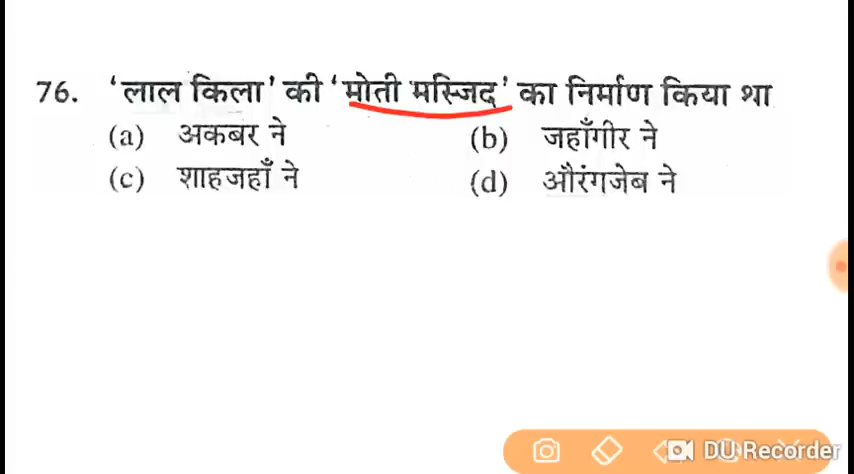 76. ‘लाल किला’ की ‘मोती मस्जिद’ का निर्माण किया था
(a) अकबर ने (b) जहाँगीर ने
(c) शाहजहाँ ने (d) औरंगजेब ने
DU Recorder